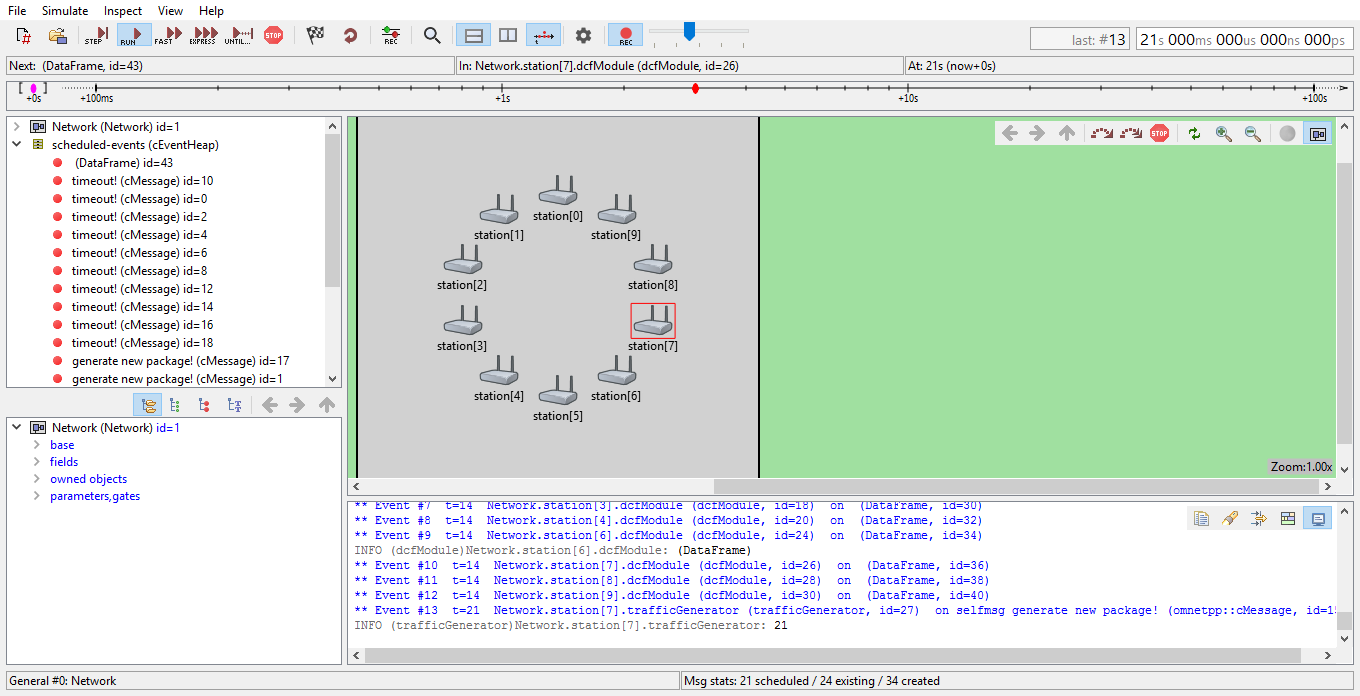 File Simulate Inspect View Help
STEP RUN FAST EXPRESS UNTIL... STOP REC REC last: #13 21s 000ms 000us 000ns 000ps
Next: (DataFrame, id=43) In: Network.station[7].dcfModule (dcfModule, id=26) At: 21s (now+0s)
[ ]
+0s +100ms +1s +10s +100s
Network (Network) id=1
scheduled-events (cEventHeap)
(DataFrame) id=43
timeout! (cMessage) id=10
timeout! (cMessage) id=0
timeout! (cMessage) id=2
timeout! (cMessage) id=4
timeout! (cMessage) id=6
timeout! (cMessage) id=8
timeout! (cMessage) id=12
timeout! (cMessage) id=14
timeout! (cMessage) id=16
timeout! (cMessage) id=18
generate new package! (cMessage) id=17
generate new package! (cMessage) id=1
Network (Network) id=1
base
fields
owned objects
parameters,gates
STOP
station[0]
station[1]
station[9]
station[2]
station[8]
station[3]
station[7]
station[4]
station[6]
station[5]
Zoom:1.00x
** Event #7 t=14 Network.station[3].dcfModule (dcfModule, id=18) on (DataFrame, id=30)
** Event #8 t=14 Network.station[4].dcfModule (dcfModule, id=20) on (DataFrame, id=32)
** Event #9 t=14 Network.station[6].dcfModule (dcfModule, id=24) on (DataFrame, id=34)
INFO (dcfModule)Network.station[6].dcfModule: (DataFrame)
** Event #10 t=14 Network.station[7].dcfModule (dcfModule, id=26) on (DataFrame, id=36)
** Event #11 t=14 Network.station[8].dcfModule (dcfModule, id=28) on (DataFrame, id=38)
** Event #12 t=14 Network.station[9].dcfModule (dcfModule, id=30) on (DataFrame, id=40)
** Event #13 t=21 Network.station[7].trafficGenerator (trafficGenerator, id=27) on selfmsg generate new package! (omnetpp::cMessage, id=15
INFO (trafficGenerator)Network.station[7].trafficGenerator: 21
General #0: Network Msg stats: 21 scheduled / 24 existing / 34 created